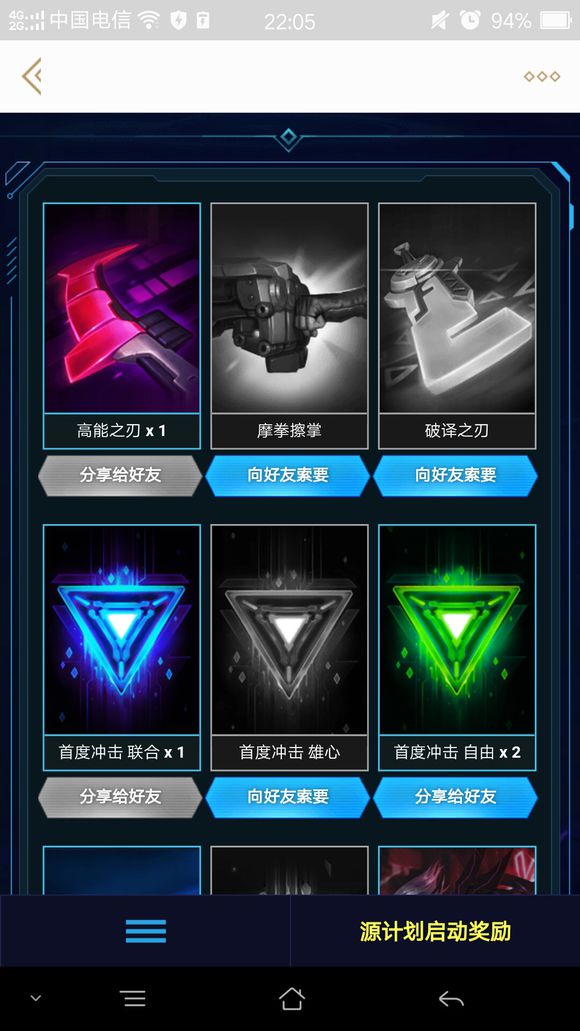 4G 2G 中国电信 22:05 94%
高能之刃 x 1 摩拳擦掌 破译之刃
分享给好友 向好友索要 向好友索要
首度冲击 联合 x 1 首度冲击 雄心 首度冲击 自由 x 2
分享给好友 向好友索要 分享给好友
源计划启动奖励